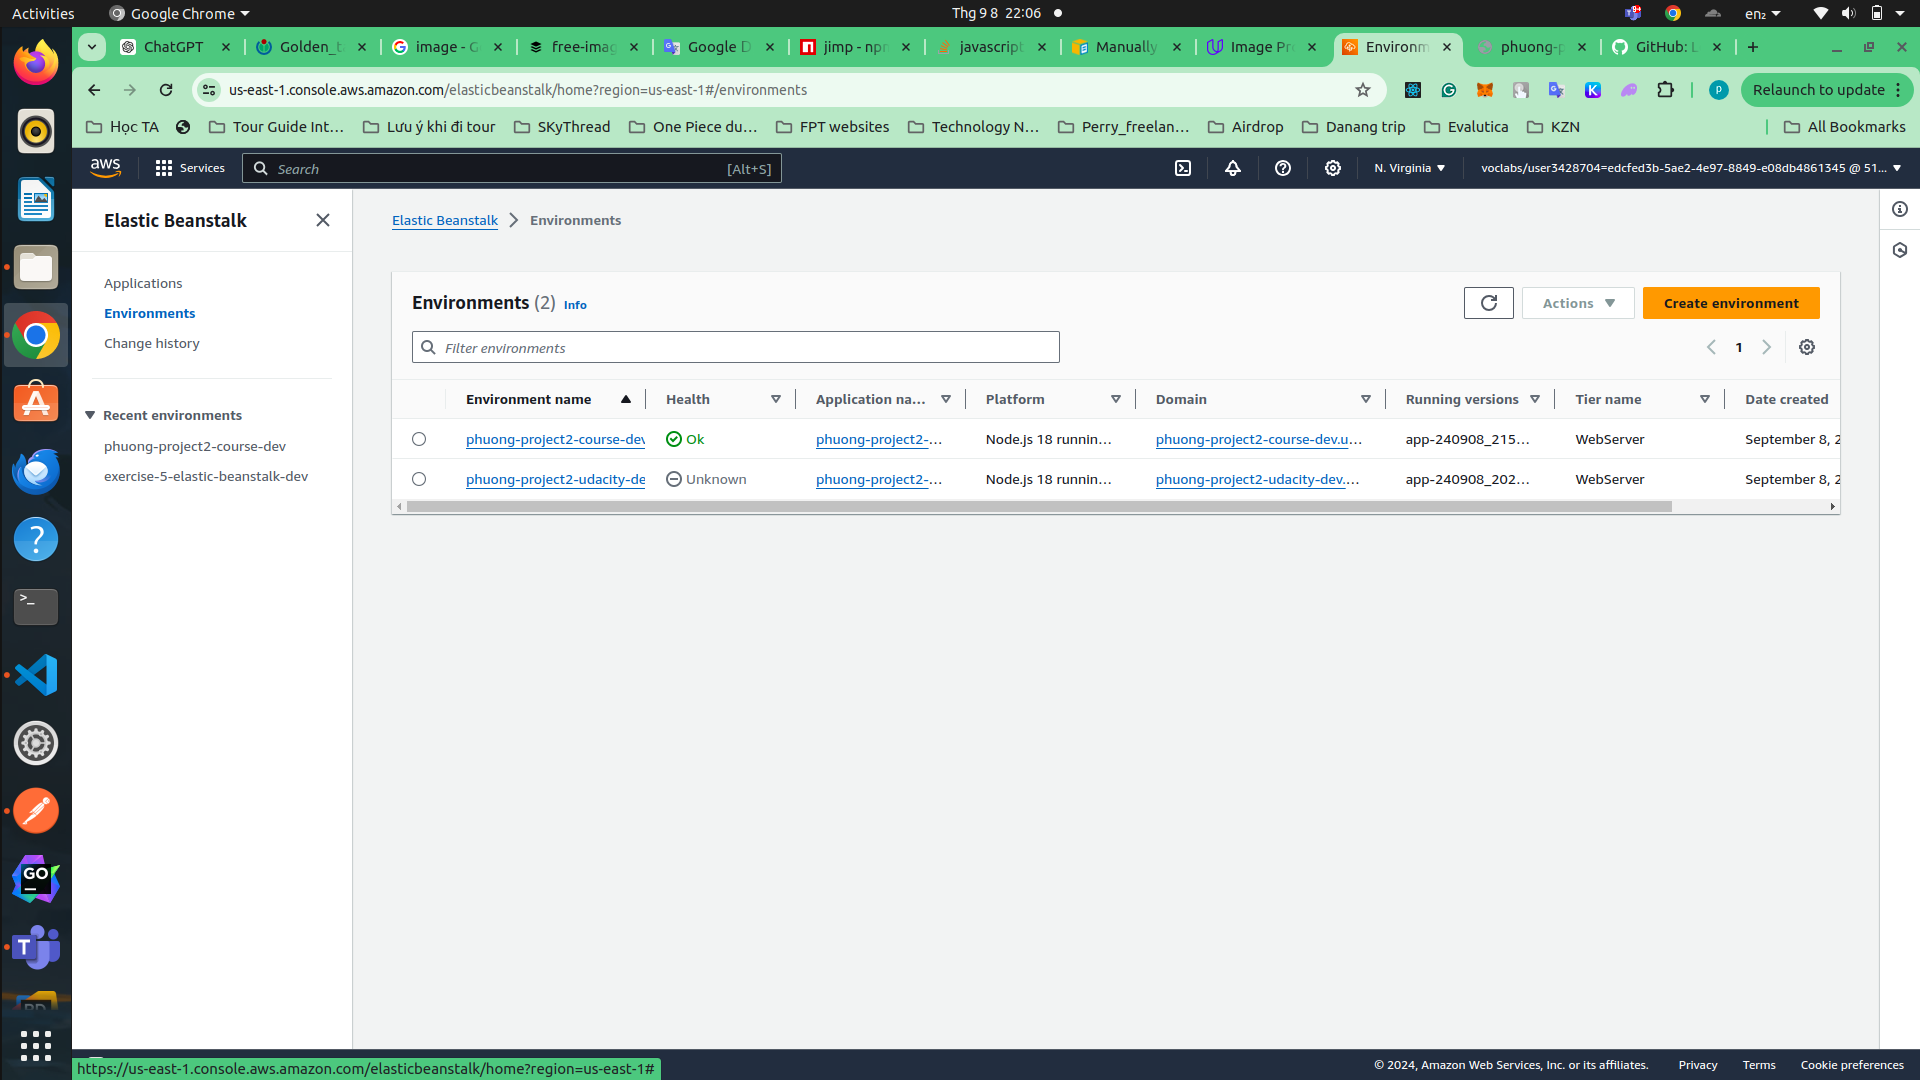 Activities
Google Chrome
Thg 9 8 22:06
en₂
ChatGPT
Golden_t
image - G
free-imag
Google D
jimp - npm
javascript
Manually
Image Pr
Environm
phuong-p
GitHub: L
us-east-1.console.aws.amazon.com/elasticbeanstalk/home?region=us-east-1#/environments
Relaunch to update
Học TA
Tour Guide Int...
Lưu ý khi đi tour
SKyThread
One Piece du...
FPT websites
Technology N...
Perry_freelan...
Airdrop
Danang trip
Evalutica
KZN
All Bookmarks
aws
Services
Search
[Alt+S]
N. Virginia
voclabs/user3428704=edcfed3b-5ae2-4e97-8849-e08db4861345 @ 51...
Elastic Beanstalk
Applications
Environments
Change history
Recent environments
phuong-project2-course-dev
exercise-5-elastic-beanstalk-dev
Elastic Beanstalk
Environments
Environments (2) Info
Actions
Create environment
Filter environments
1
Environment name
Health
Application na...
Platform
Domain
Running versions
Tier name
Date created
phuong-project2-course-dev
Ok
phuong-project2-...
Node.js 18 runnin...
phuong-project2-course-dev.u...
app-240908_215...
WebServer
September 8, 2
phuong-project2-udacity-de
Unknown
phuong-project2-...
Node.js 18 runnin...
phuong-project2-udacity-dev....
app-240908_202...
WebServer
September 8, 2
https://us-east-1.console.aws.amazon.com/elasticbeanstalk/home?region=us-east-1#
© 2024, Amazon Web Services, Inc. or its affiliates.
Privacy
Terms
Cookie preferences